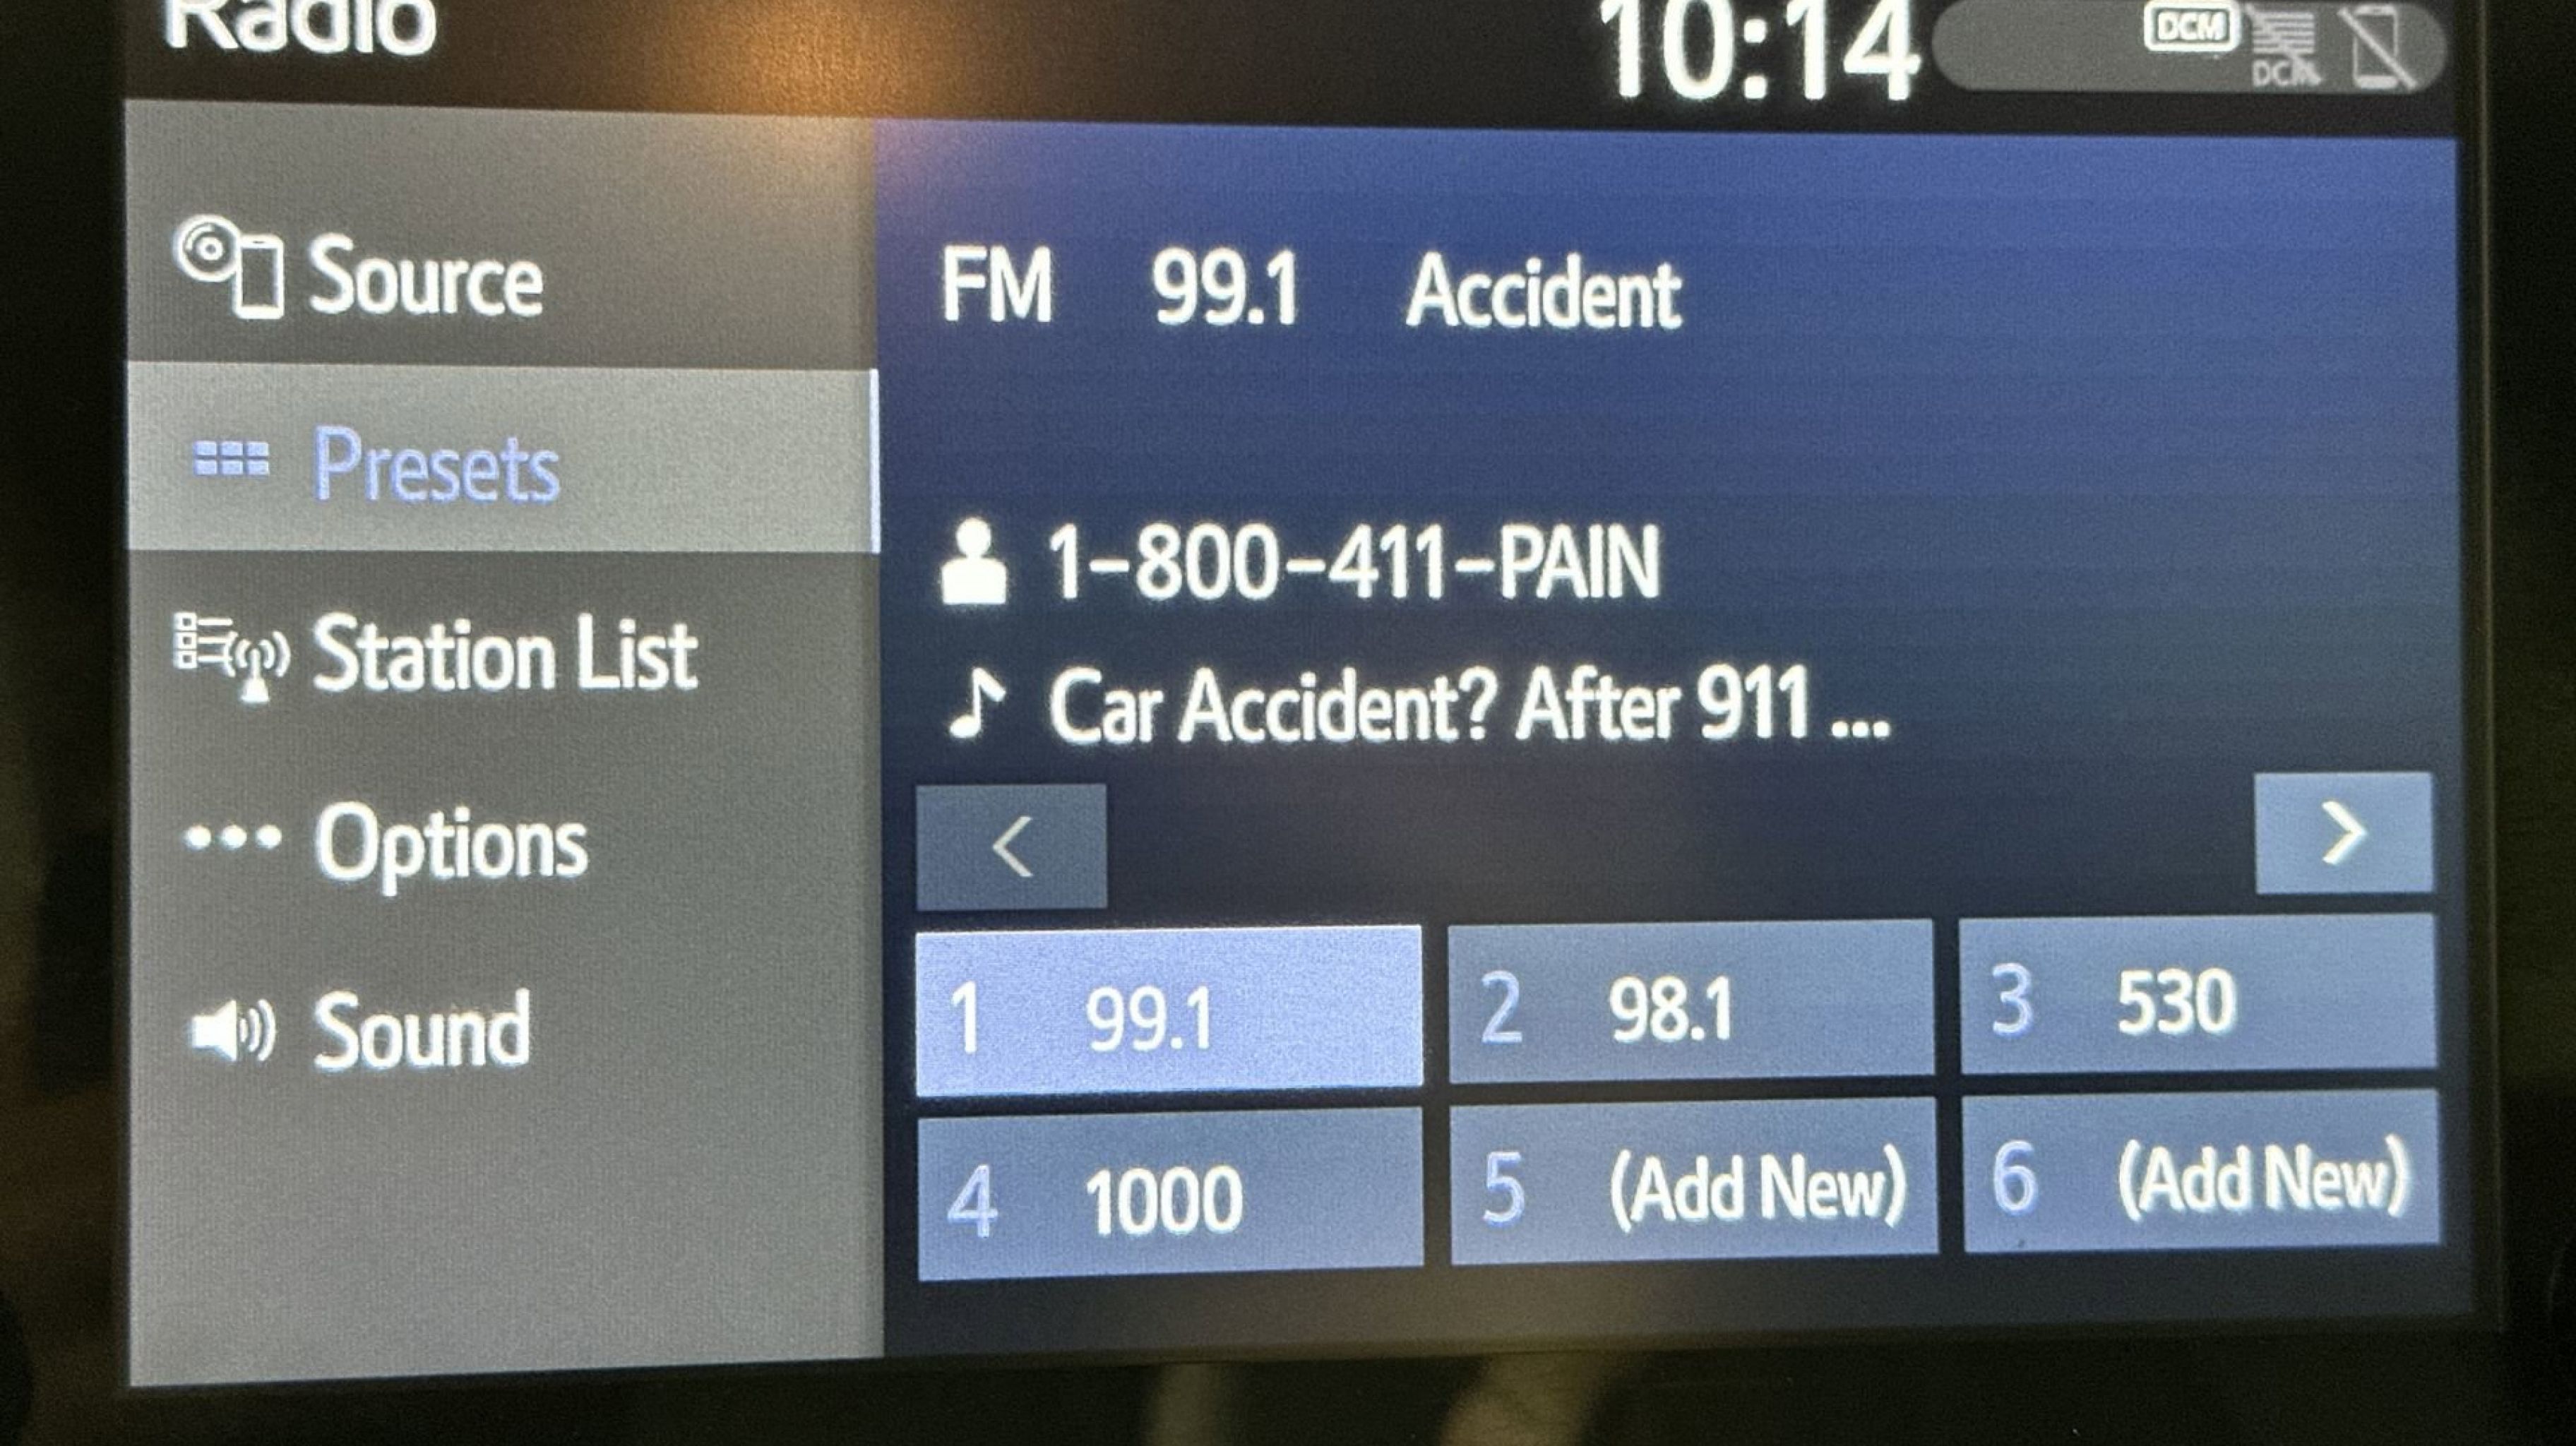 Radio
10:14
DCM
DCM
Source
Presets
Station List
Options
Sound
FM 99.1 Accident
1-800-411-PAIN
Car Accident? After 911 ...
1 99.1
2 98.1
3 530
4 1000
5 (Add New)
6 (Add New)